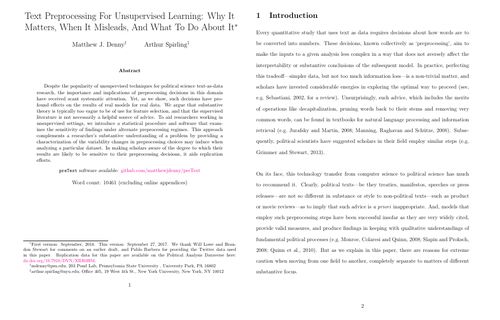 Text Preprocessing For Unsupervised Learning: Why It
Matters, When It Misleads, And What To Do About It*
Matthew J. Denny† Arthur Spirling‡
Abstract
Despite the popularity of unsupervised techniques for political science text-as-data
research, the importance and implications of preprocessing decisions in this domain
have received scant systematic attention. Yet, as we show, such decisions have pro-
found effects on the results of real models for real data. We argue that substantive
theory is typically too vague to be of use for feature selection, and that the supervised
literature is not necessarily a helpful source of advice. To aid researchers working in
unsupervised settings, we introduce a statistical procedure and software that exam-
ines the sensitivity of findings under alternate preprocessing regimes. This approach
complements a researcher's substantive understanding of a problem by providing a
characterization of the variability changes in preprocessing choices may induce when
analyzing a particular dataset. In making scholars aware of the degree to which their
results are likely to be sensitive to their preprocessing decisions, it aids replication
efforts.
preText software available: github.com/matthewjdenny/preText
Word count: 10461 (excluding online appendices)
*First version: September, 2016. This version: September 27, 2017. We thank Will Lowe and Bran-
don Stewart for comments on an earlier draft, and Pablo Barbera for providing the Twitter data used
in this paper. Replication data for this paper are available on the Political Analysis Dataverse here:
†mdenny@psu.edu; 203 Pond Lab, Pennsylvania State University, University Park, PA 16802
‡arthur.spirling@nyu.edu; Office 405, 19 West 4th St., New York University, New York, NY 10012
1
1 Introduction
Every quantitative study that uses text as data requires decisions about how words are to
be converted into numbers. These decisions, known collectively as 'preprocessing', aim to
make the inputs to a given analysis less complex in a way that does not adversely affect the
interpretability or substantive conclusions of the subsequent model. In practice, perfecting
this tradeoff—simpler data, but not too much information loss—is a non-trivial matter, and
scholars have invested considerable energies in exploring the optimal way to proceed (see,
e.g, Sebastiani, 2002, for a review). Unsurprisingly, such advice, which includes the merits
of operations like decapitalization, pruning words back to their stems and removing very
common words, can be found in textbooks for natural language processing and information
retrieval (e.g. Jurafsky and Martin, 2008; Manning, Raghavan and Schütze, 2008). Subse-
quently, political scientists have suggested scholars in their field employ similar steps (e.g.,
Grimmer and Stewart, 2013).
On its face, this technology transfer from computer science to political science has much
to recommend it. Clearly, political texts—be they treaties, manifestos, speeches or press
releases—are not so different in substance or style to non-political texts—such as product
or movie reviews—as to imply that such advice is a priori inappropriate. And, models that
employ such preprocessing steps have been successful insofar as they are very widely cited,
provide valid measures, and produce findings in keeping with qualitative understandings of
fundamental political processes (e.g. Monroe, Colaresi and Quinn, 2008; Slapin and Proksch,
2008; Quinn et al., 2010). But as we explain in this paper, there are reasons for extreme
caution when moving from one field to another, completely separate to matters of different
substantive focus.
2